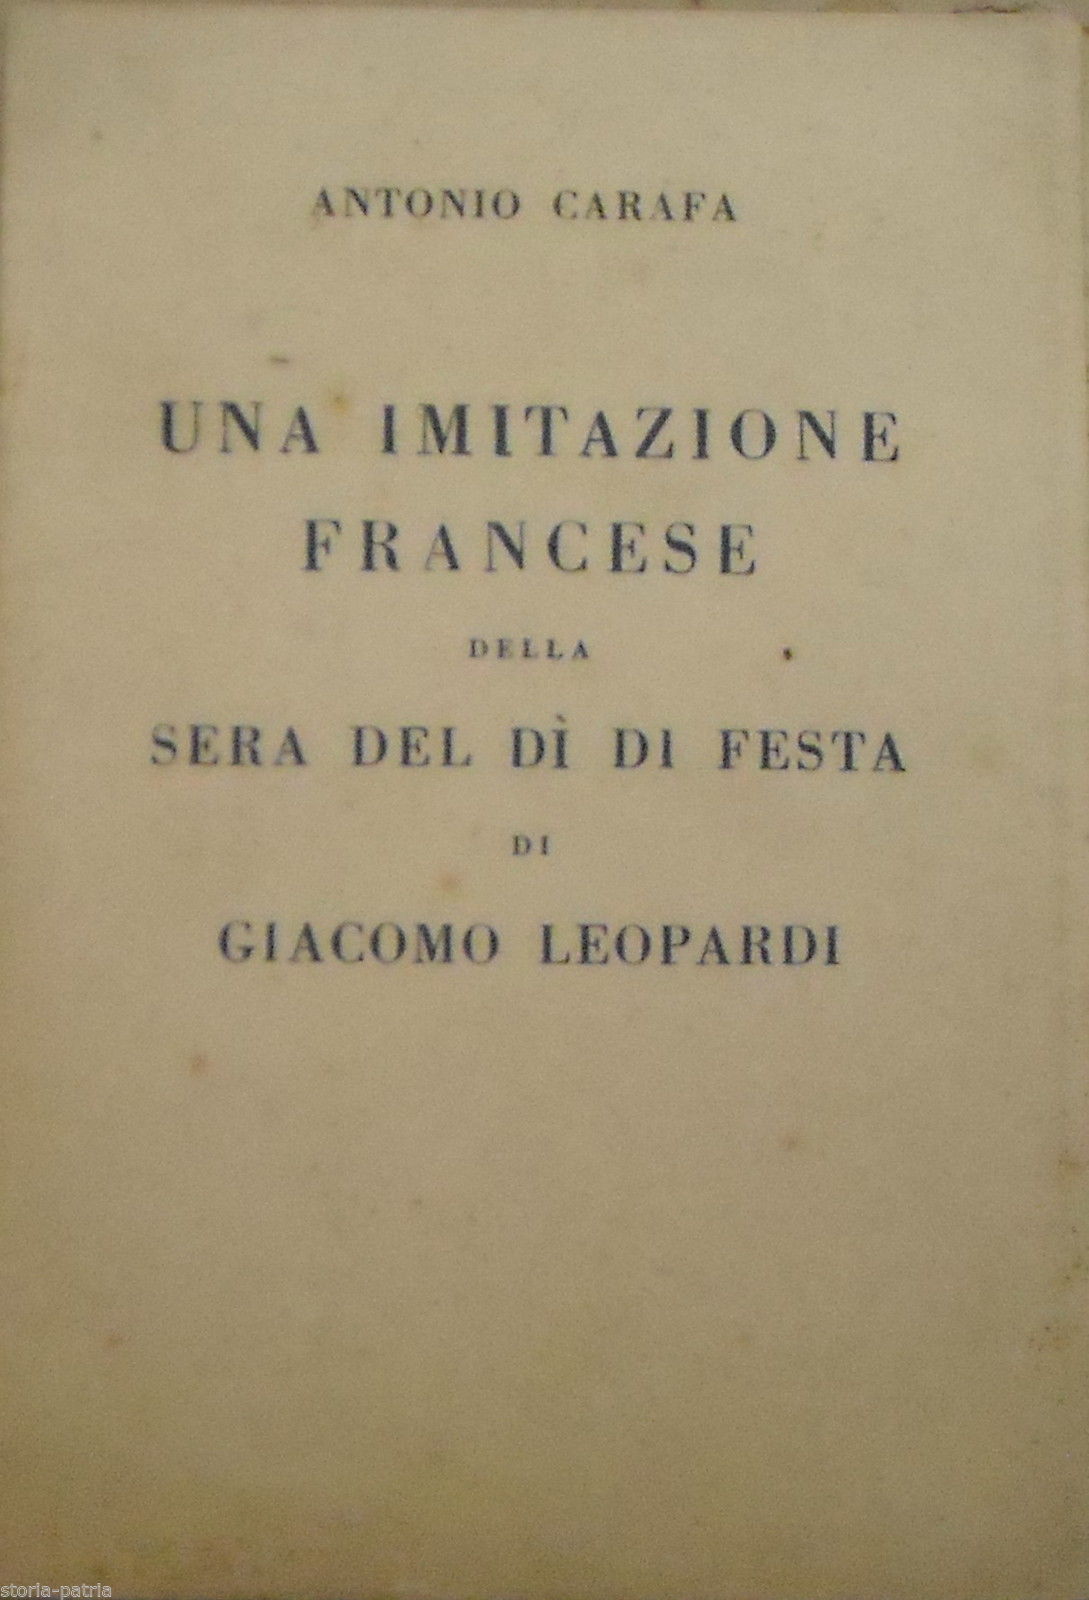 ANTONIO CARAFA
UNA IMITAZIONE
FRANCESE
DELLA
SERA DEL DÌ DI FESTA
DI
GIACOMO LEOPARDI
storia-patria